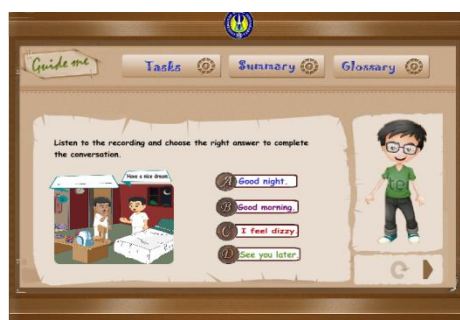 Guide me
Tasks
Summary
Glossary
Listen to the recording and choose the right answer to complete
the conversation.
Have a nice dream
A Good night.
B Good morning.
C I feel dizzy.
D See you later.